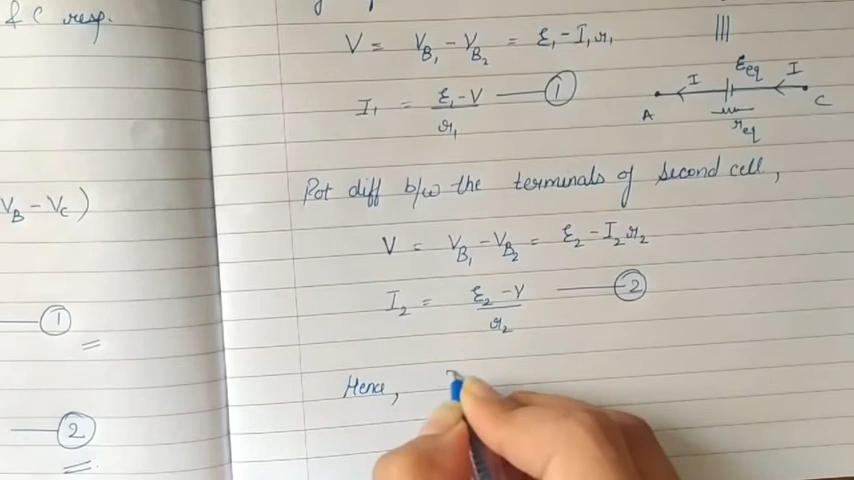 & C resp.
V_B - V_C)
1
2
V = V_B₁ - V_B₂ = ε₁ - I₁r₁
I₁ = ε₁-V / r₁ —— 1
I ε_eq I
A r_eq C
Pot diff b/w the terminals of second cell,
V = V_B₁ - V_B₂ = ε₂ - I₂r₂
I₂ = ε₂ - V / r₂ —— 2
Hence,